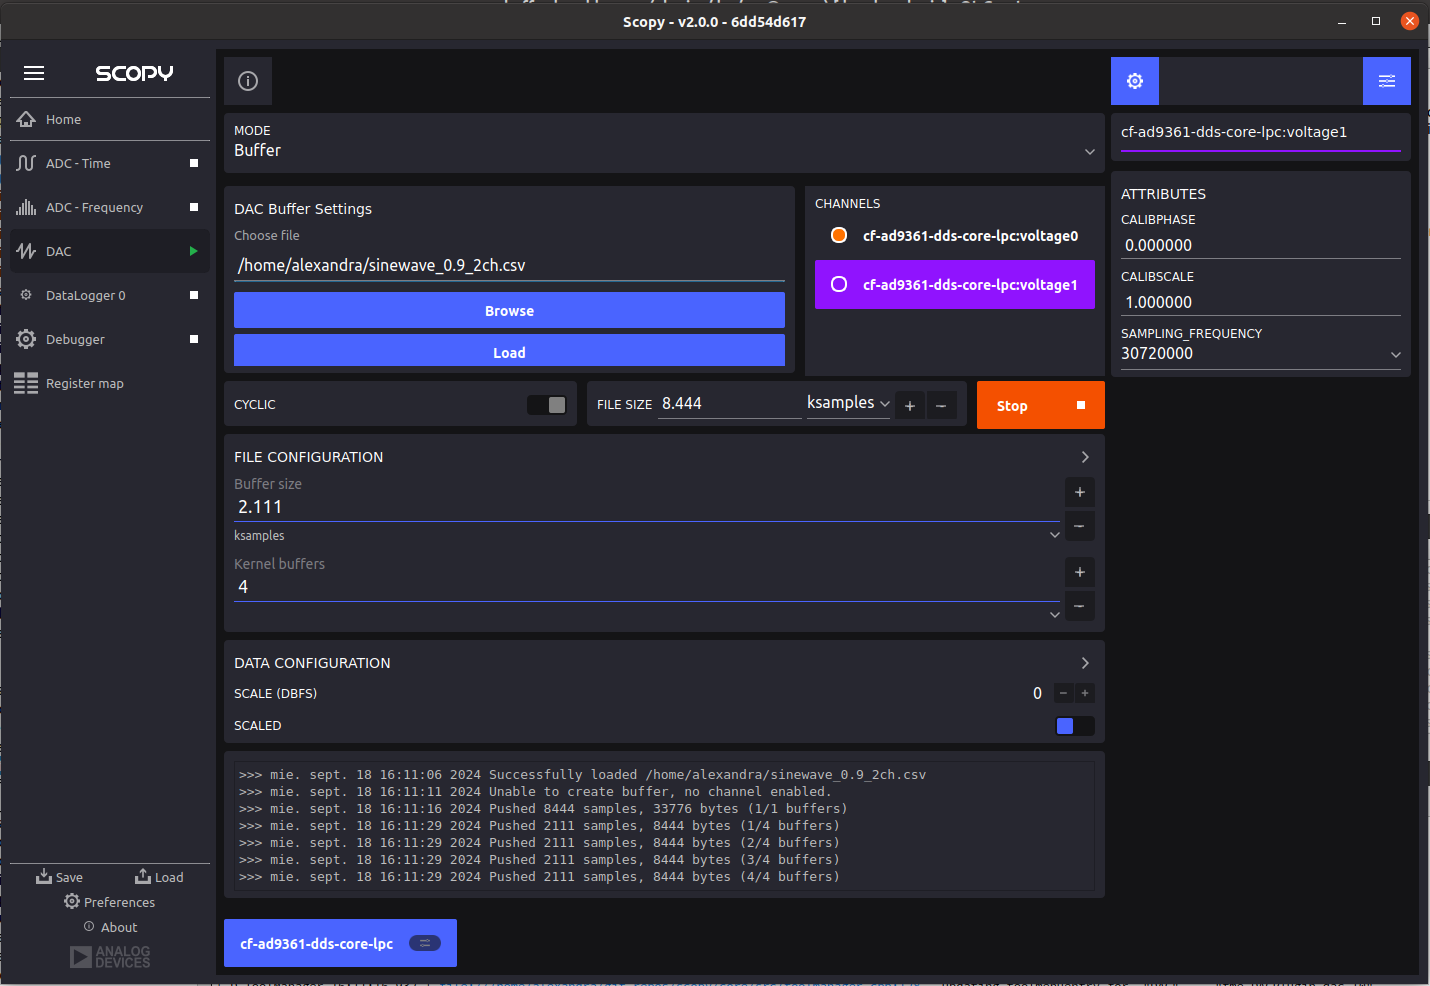 Scopy - v2.0.0 - 6dd54d617
SCOPY
Home
ADC - Time
ADC - Frequency
DAC
DataLogger 0
Debugger
Register map
Save
Load
Preferences
About
ANALOG
DEVICES
MODE
Buffer
DAC Buffer Settings
Choose file
/home/alexandra/sinewave_0.9_2ch.csv
Browse
Load
CHANNELS
cf-ad9361-dds-core-lpc:voltage0
cf-ad9361-dds-core-lpc:voltage1
CYCLIC
FILE SIZE 8.444 ksamples + -
Stop
FILE CONFIGURATION
Buffer size
2.111
+
-
ksamples
Kernel buffers
4
+
-
DATA CONFIGURATION
SCALE (DBFS) 0 - +
SCALED
>>> mie. sept. 18 16:11:06 2024 Successfully loaded /home/alexandra/sinewave_0.9_2ch.csv
>>> mie. sept. 18 16:11:11 2024 Unable to create buffer, no channel enabled.
>>> mie. sept. 18 16:11:16 2024 Pushed 8444 samples, 33776 bytes (1/1 buffers)
>>> mie. sept. 18 16:11:29 2024 Pushed 2111 samples, 8444 bytes (1/4 buffers)
>>> mie. sept. 18 16:11:29 2024 Pushed 2111 samples, 8444 bytes (2/4 buffers)
>>> mie. sept. 18 16:11:29 2024 Pushed 2111 samples, 8444 bytes (3/4 buffers)
>>> mie. sept. 18 16:11:29 2024 Pushed 2111 samples, 8444 bytes (4/4 buffers)
cf-ad9361-dds-core-lpc
cf-ad9361-dds-core-lpc:voltage1
ATTRIBUTES
CALIBPHASE
0.000000
CALIBSCALE
1.000000
SAMPLING_FREQUENCY
30720000